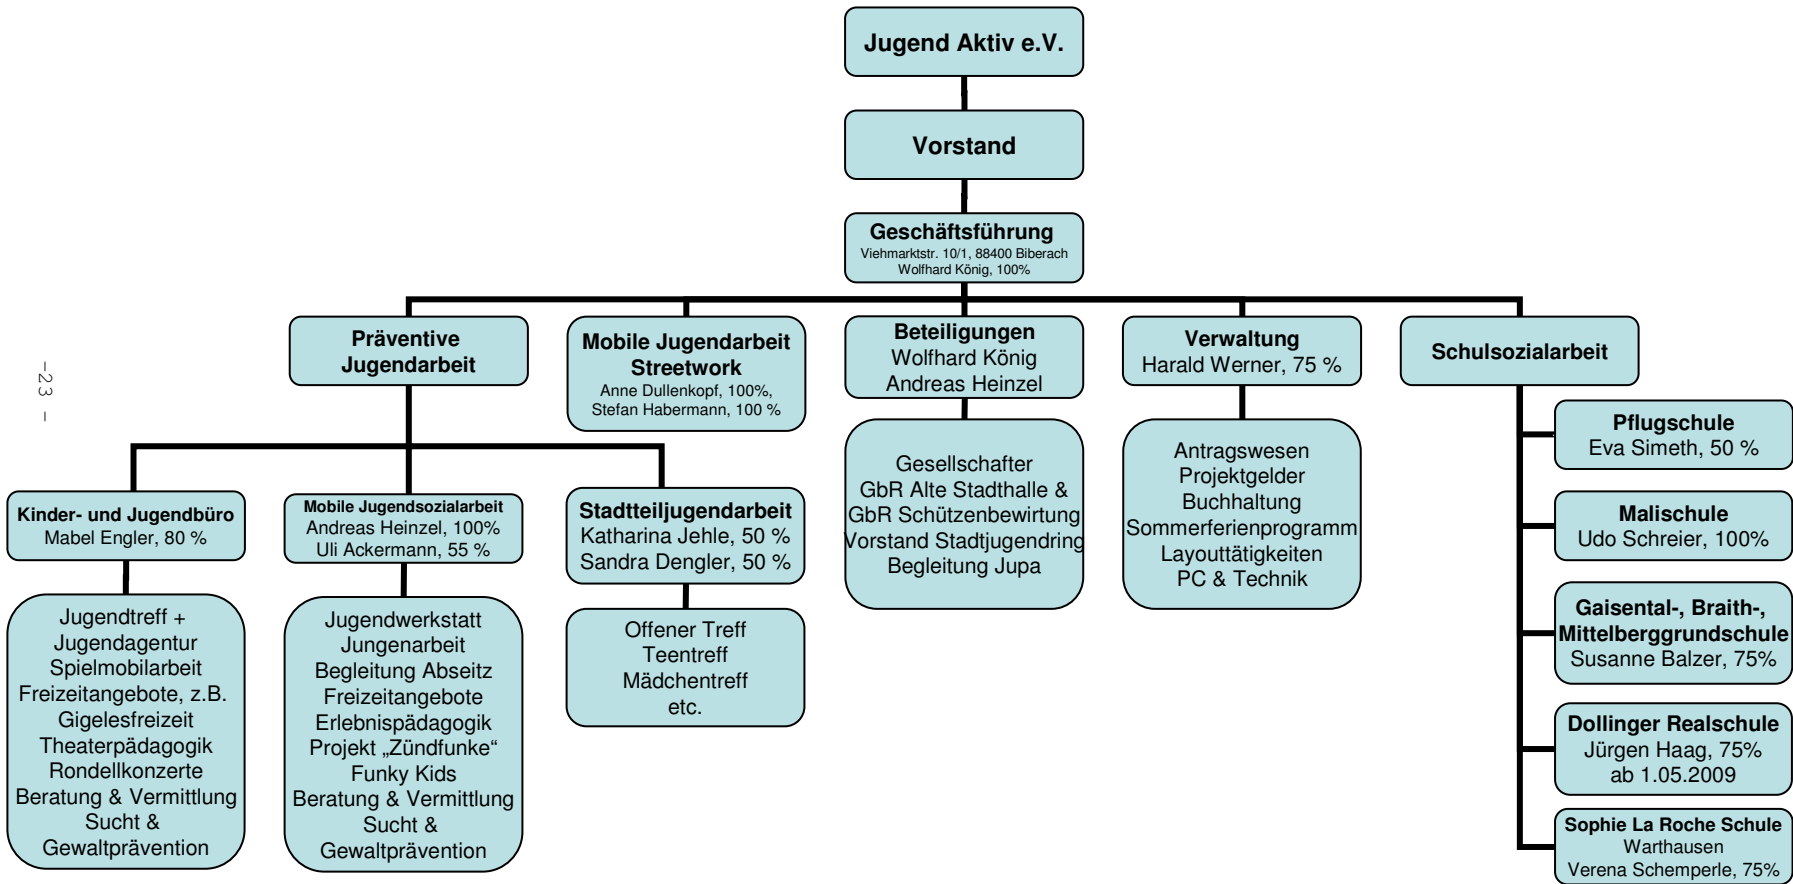 Jugend Aktiv e.V.
Vorstand
Geschäftsführung
Viehmarktstr. 10/1, 88400 Biberach
Wolfhard König, 100%
Präventive
Jugendarbeit
Mobile Jugendarbeit
Streetwork
Anne Dullenkopf, 100%,
Stefan Habermann, 100 %
Beteiligungen
Wolfhard König
Andreas Heinzel
Verwaltung
Harald Werner, 75 %
Schulsozialarbeit
-23 -
Kinder- und Jugendbüro
Mabel Engler, 80 %
Mobile Jugendsozialarbeit
Andreas Heinzel, 100%
Uli Ackermann, 55 %
Stadtteiljugendarbeit
Katharina Jehle, 50 %
Sandra Dengler, 50 %
Gesellschafter
GbR Alte Stadthalle &
GbR Schützenbewirtung
Vorstand Stadtjugendring
Begleitung Jupa
Antragswesen
Projektgelder
Buchhaltung
Sommerferienprogramm
Layouttätigkeiten
PC & Technik
Pflugschule
Eva Simeth, 50 %
Malischule
Udo Schreier, 100%
Gaisental-, Braith-,
Mittelberggrundschule
Susanne Balzer, 75%
Dollinger Realschule
Jürgen Haag, 75%
ab 1.05.2009
Sophie La Roche Schule
Warthausen
Verena Schemperle, 75%
Jugendtreff +
Jugendagentur
Spielmobilarbeit
Freizeitangebote, z.B.
Gigelesfreizeit
Theaterpädagogik
Rondellkonzerte
Beratung & Vermittlung
Sucht &
Gewaltprävention
Jugendwerkstatt
Jungenarbeit
Begleitung Abseitz
Freizeitangebote
Erlebnispädagogik
Projekt „Zündfunke“
Funky Kids
Beratung & Vermittlung
Sucht &
Gewaltprävention
Offener Treff
Teentreff
Mädchentreff
etc.